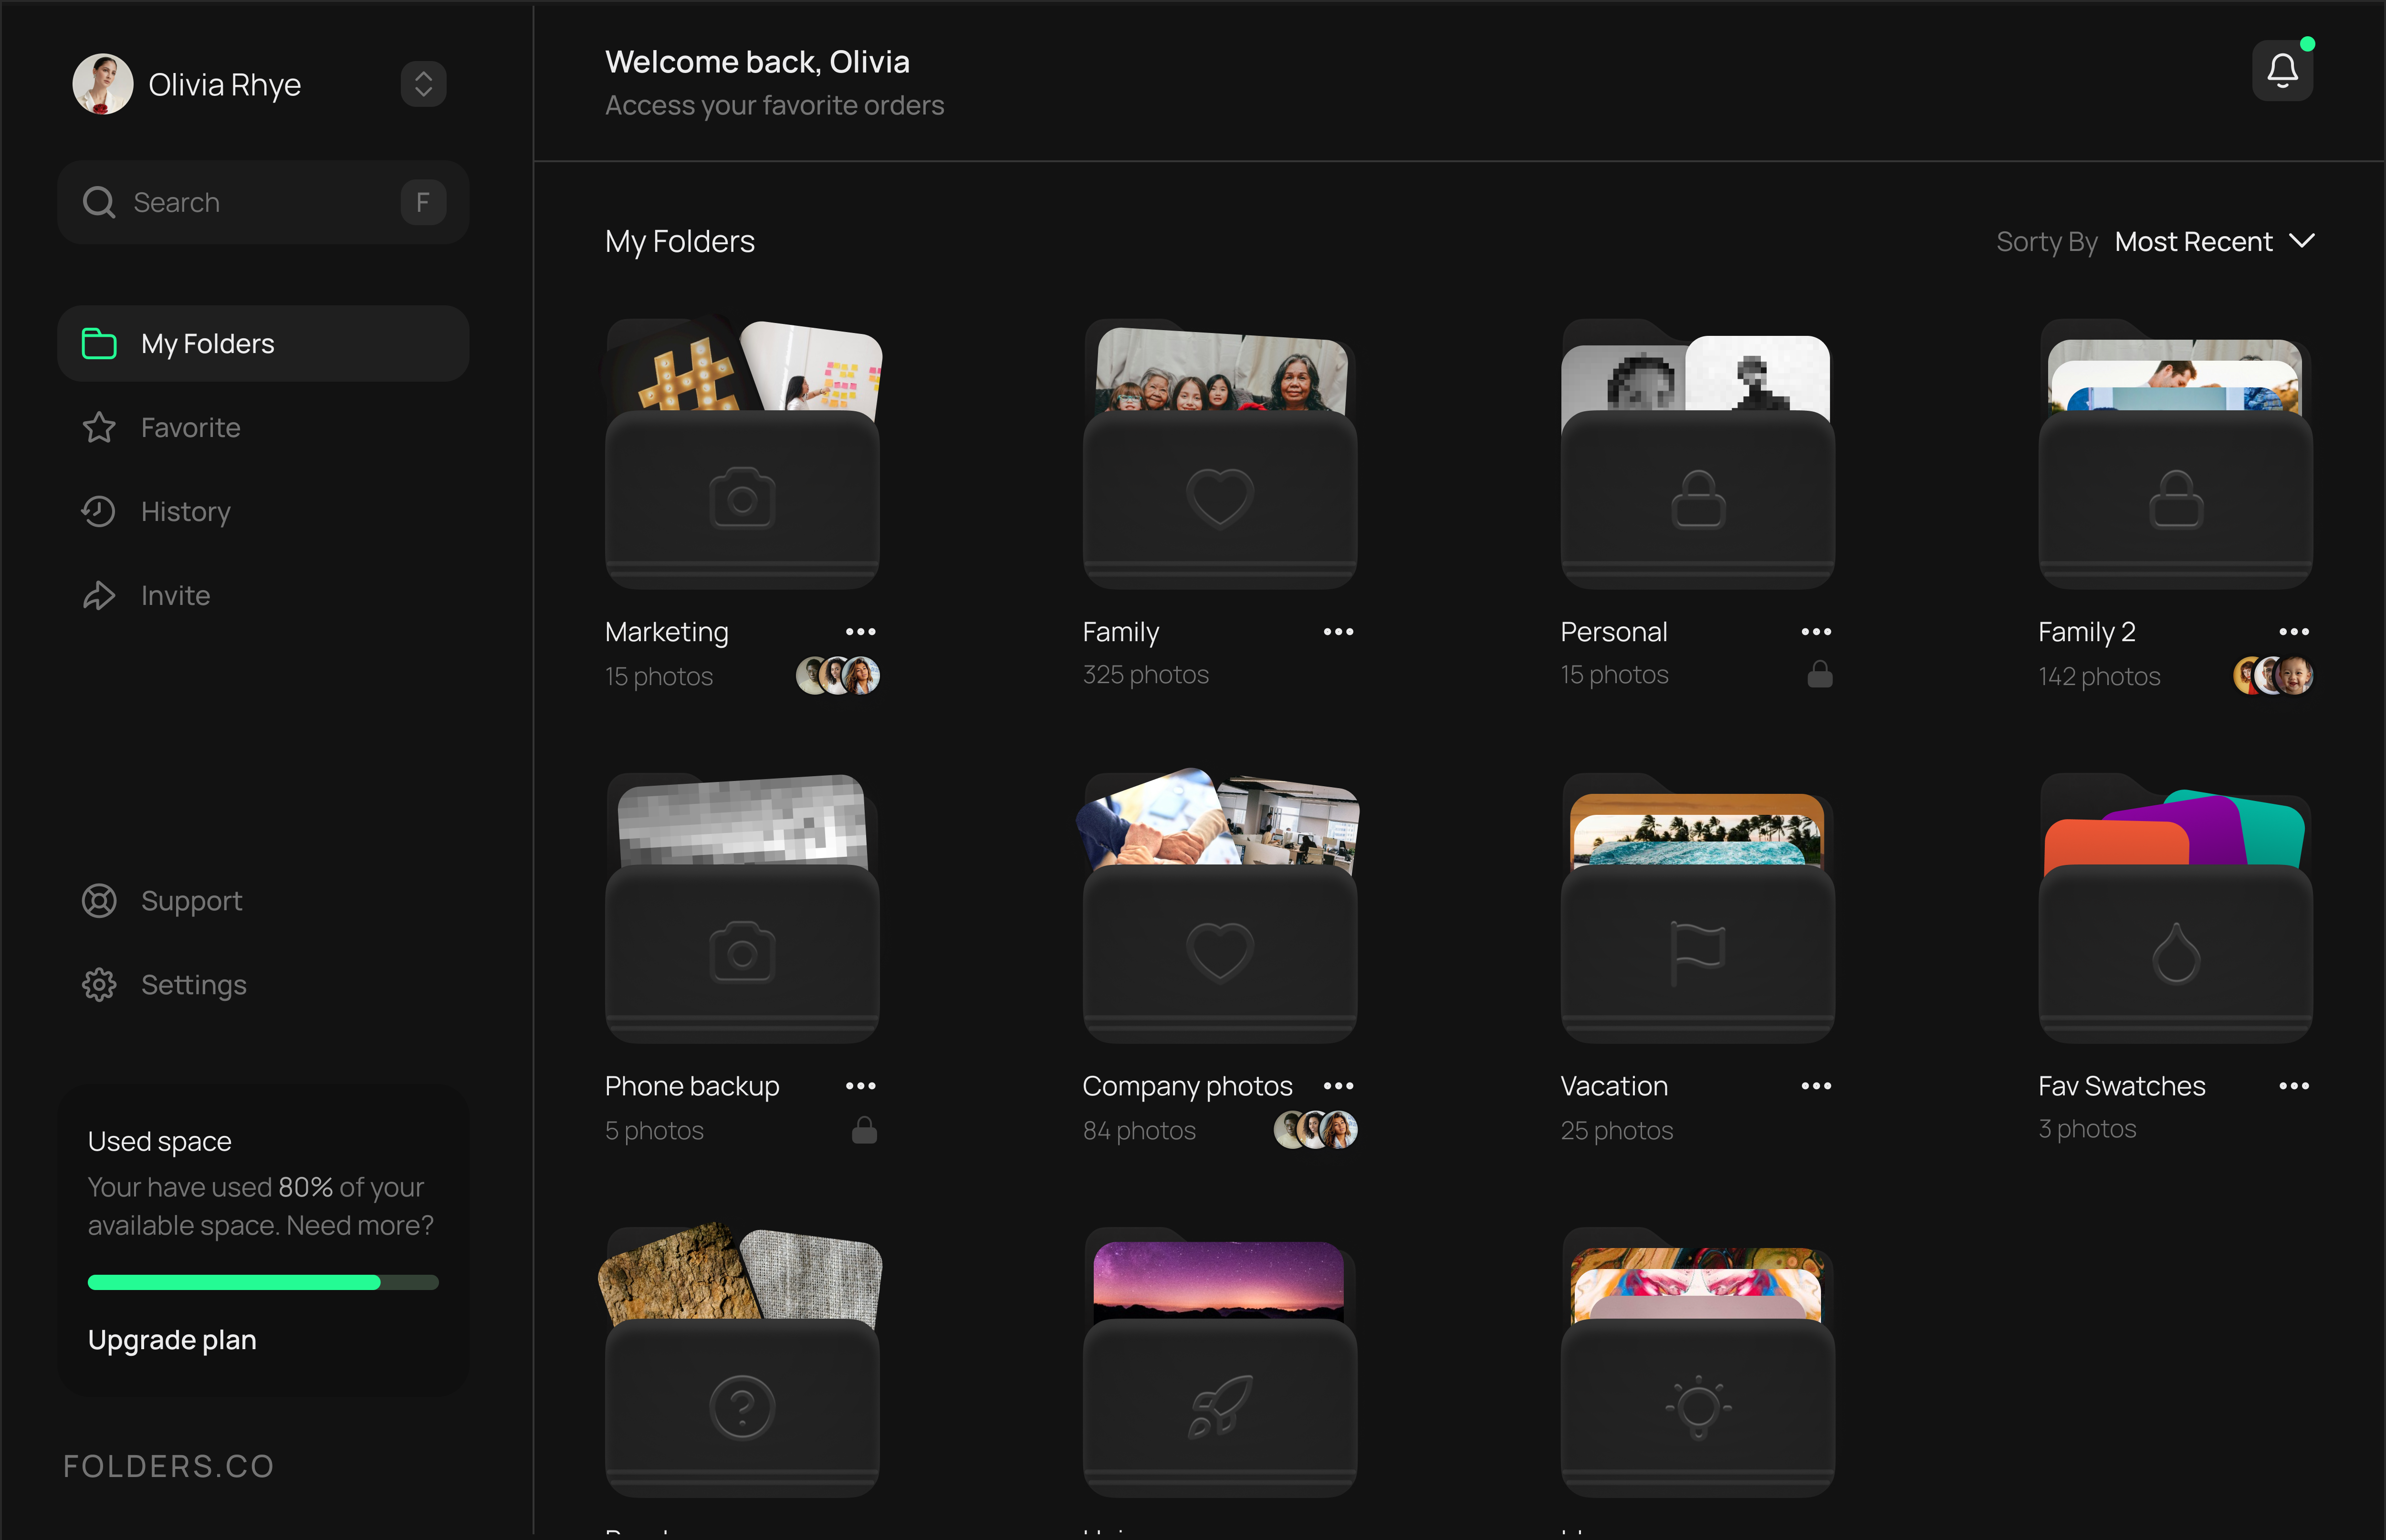 Olivia Rhye
Search
F
My Folders
Favorite
History
Invite
Support
Settings
Used space
Your have used 80% of your
available space. Need more?
Upgrade plan
FOLDERS.CO
Welcome back, Olivia
Access your favorite orders
My Folders
Sorty By Most Recent
Marketing
15 photos
Family
325 photos
Personal
15 photos
Family 2
142 photos
Phone backup
5 photos
Company photos
84 photos
Vacation
25 photos
Fav Swatches
3 photos